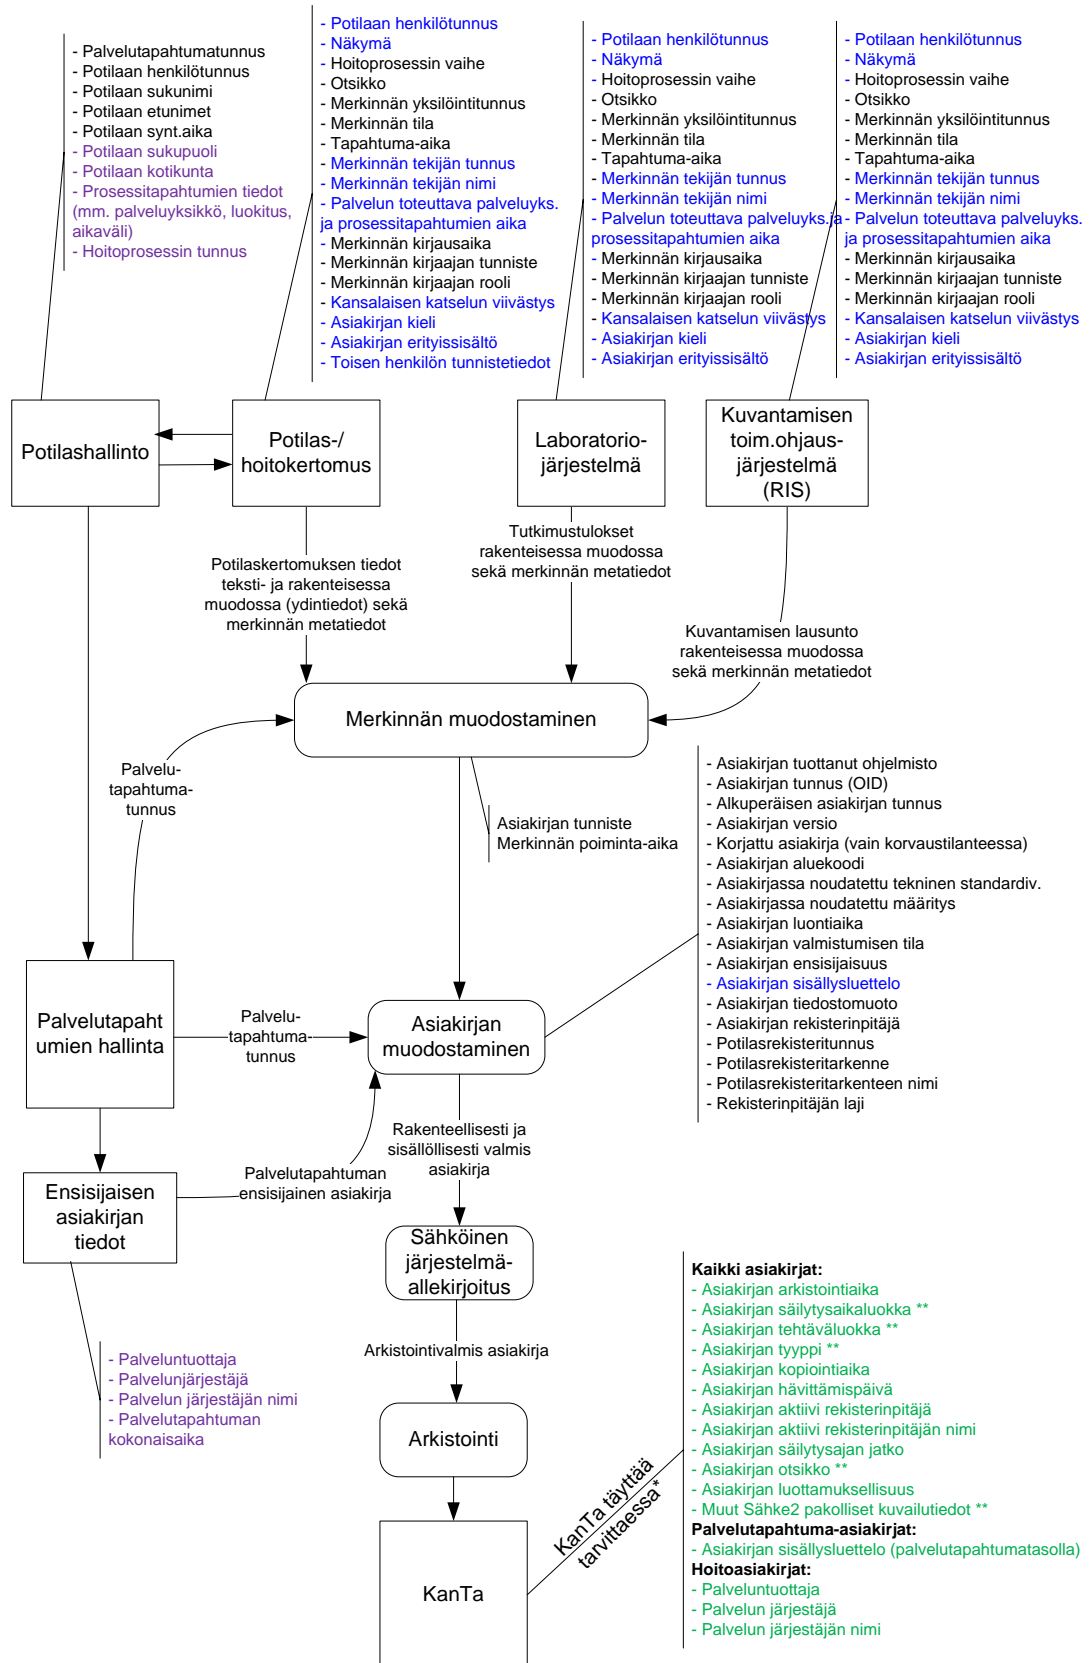 - Palvelutapahtumatunnus
- Potilaan henkilötunnus
- Potilaan sukunimi
- Potilaan etunimet
- Potilaan synt.aika
- Potilaan sukupuoli
- Potilaan kotikunta
- Prosessitapahtumien tiedot
(mm. palveluyksikkö, luokitus,
aikaväli)
- Hoitoprosessin tunnus
- Potilaan henkilötunnus
- Näkymä
- Hoitoprosessin vaihe
- Otsikko
- Merkinnän yksilöintitunnus
- Merkinnän tila
- Tapahtuma-aika
- Merkinnän tekijän tunnus
- Merkinnän tekijän nimi
- Palvelun toteuttava palveluyks.
ja prosessitapahtumien aika
- Merkinnän kirjausaika
- Merkinnän kirjaajan tunniste
- Merkinnän kirjaajan rooli
- Kansalaisen katselun viivästys
- Asiakirjan kieli
- Asiakirjan erityissisältö
- Toisen henkilön tunnistetiedot
- Potilaan henkilötunnus
- Näkymä
- Hoitoprosessin vaihe
- Otsikko
- Merkinnän yksilöintitunnus
- Merkinnän tila
- Tapahtuma-aika
- Merkinnän tekijän tunnus
- Merkinnän tekijän nimi
- Palvelun toteuttava palveluyks.ja
prosessitapahtumien aika
- Merkinnän kirjausaika
- Merkinnän kirjaajan tunniste
- Merkinnän kirjaajan rooli
- Kansalaisen katselun viivästys
- Asiakirjan kieli
- Asiakirjan erityissisältö
- Potilaan henkilötunnus
- Näkymä
- Hoitoprosessin vaihe
- Otsikko
- Merkinnän yksilöintitunnus
- Merkinnän tila
- Tapahtuma-aika
- Merkinnän tekijän tunnus
- Merkinnän tekijän nimi
- Palvelun toteuttava palveluyks.
ja prosessitapahtumien aika
- Merkinnän kirjausaika
- Merkinnän kirjaajan tunniste
- Merkinnän kirjaajan rooli
- Kansalaisen katselun viivästys
- Asiakirjan kieli
- Asiakirjan erityissisältö
Potilashallinto
Potilas-/
hoitokertomus
Laboratorio-
järjestelmä
Kuvantamisen
toim.ohjaus-
järjestelmä
(RIS)
Potilaskertomuksen tiedot
teksti- ja rakenteisessa
muodossa (ydintiedot) sekä
merkinnän metatiedot
Tutkimustulokset
rakenteisessa muodossa
sekä merkinnän metatiedot
Kuvantamisen lausunto
rakenteisessa muodossa
sekä merkinnän metatiedot
Merkinnän muodostaminen
Palvelu-
tapahtuma-
tunnus
Asiakirjan tunniste
Merkinnän poiminta-aika
- Asiakirjan tuottanut ohjelmisto
- Asiakirjan tunnus (OID)
- Alkuperäisen asiakirjan tunnus
- Asiakirjan versio
- Korjattu asiakirja (vain korvaustilanteessa)
- Asiakirjan aluekoodi
- Asiakirjassa noudatettu tekninen standardiv.
- Asiakirjassa noudatettu määritys
- Asiakirjan luontiaika
- Asiakirjan valmistumisen tila
- Asiakirjan ensisijaisuus
- Asiakirjan sisällysluettelo
- Asiakirjan tiedostomuoto
- Asiakirjan rekisterinpitäjä
- Potilasrekisteritunnus
- Potilasrekisteritarkenne
- Potilasrekisteritarkenteen nimi
- Rekisterinpitäjän laji
Palvelutapaht
umien hallinta
Palvelu-
tapahtuma-
tunnus
Asiakirjan
muodostaminen
Rakenteellisesti ja
sisällöllisesti valmis
asiakirja
Palvelutapahtuman
ensisijainen asiakirja
Ensisijaisen
asiakirjan
tiedot
Sähköinen
järjestelmä-
allekirjoitus
Arkistointivalmis asiakirja
- Palveluntuottaja
- Palvelunjärjestäjä
- Palvelun järjestäjän nimi
- Palvelutapahtuman
kokonaisaika
Arkistointi
KanTa
KanTa täyttää
tarvittaessa*
Kaikki asiakirjat:
- Asiakirjan arkistointiaika
- Asiakirjan säilytysaikaluokka **
- Asiakirjan tehtäväluokka **
- Asiakirjan tyyppi **
- Asiakirjan kopiointiaika
- Asiakirjan hävittämispäivä
- Asiakirjan aktiivi rekisterinpitäjä
- Asiakirjan aktiivi rekisterinpitäjän nimi
- Asiakirjan säilytysajan jatko
- Asiakirjan otsikko **
- Asiakirjan luottamuksellisuus
- Muut Sähke2 pakolliset kuvailutiedot **
Palvelutapahtuma-asiakirjat:
- Asiakirjan sisällysluettelo (palvelutapahtumatasolla)
Hoitoasiakirjat:
- Palveluntuottaja
- Palvelun järjestäjä
- Palvelun järjestäjän nimi